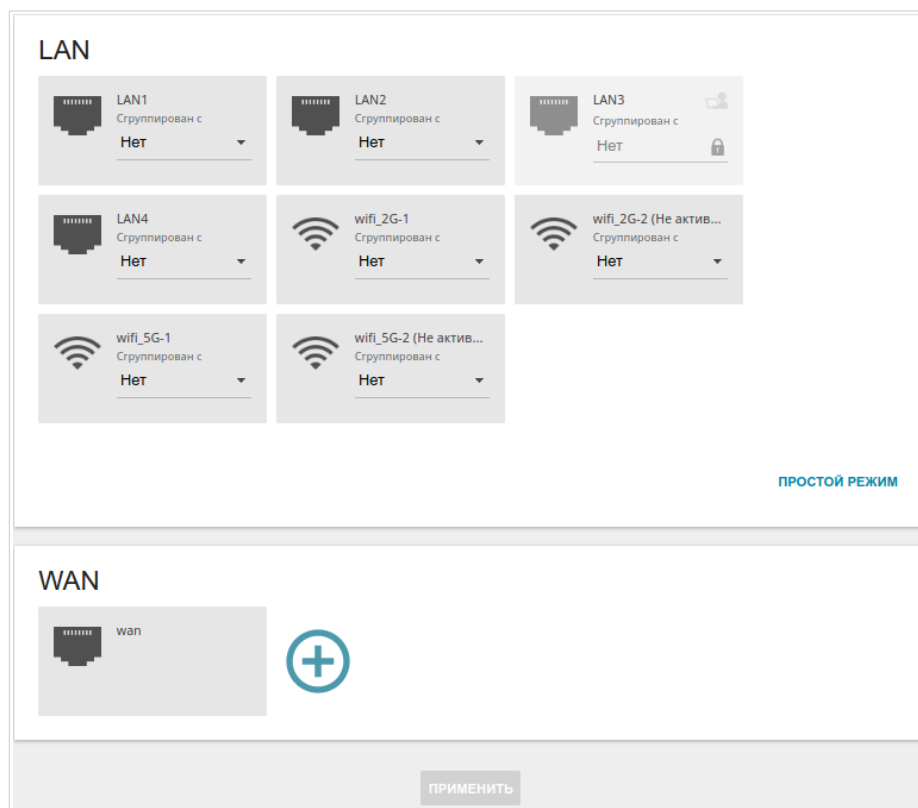 LAN
LAN1
Сгруппирован с
Нет
LAN2
Сгруппирован с
Нет
LAN3
Сгруппирован с
Нет
LAN4
Сгруппирован с
Нет
wifi_2G-1
Сгруппирован с
Нет
wifi_2G-2 (Не актив...
Сгруппирован с
Нет
wifi_5G-1
Сгруппирован с
Нет
wifi_5G-2 (Не актив...
Сгруппирован с
Нет
ПРОСТОЙ РЕЖИМ
WAN
wan
ПРИМЕНИТЬ